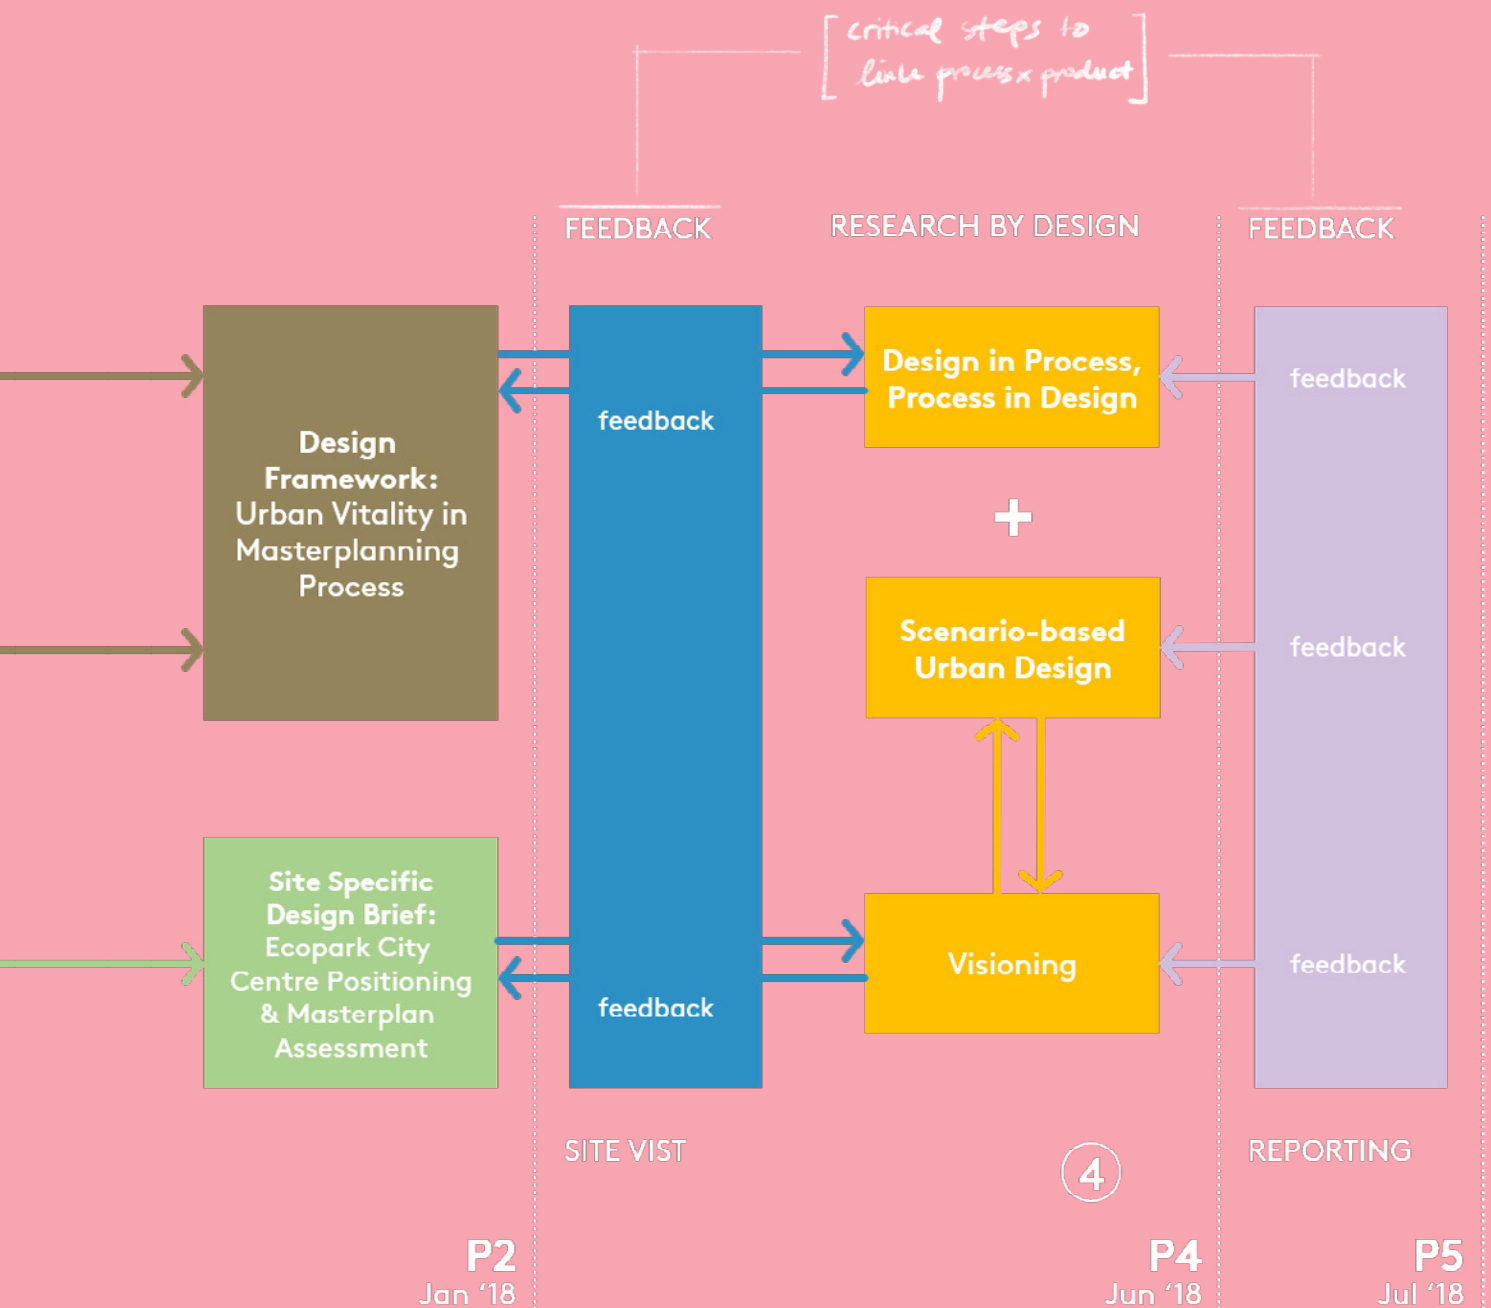 [critical steps to
link process x product]
FEEDBACK
RESEARCH BY DESIGN
FEEDBACK
Design
Framework:
Urban Vitality in
Masterplanning
Process
feedback
Design in Process,
Process in Design
feedback
+
Scenario-based
Urban Design
feedback
Site Specific
Design Brief:
Ecopark City
Centre Positioning
& Masterplan
Assessment
feedback
Visioning
feedback
SITE VIST
4
REPORTING
P2
Jan ‘18
P4
Jun ‘18
P5
Jul ‘18